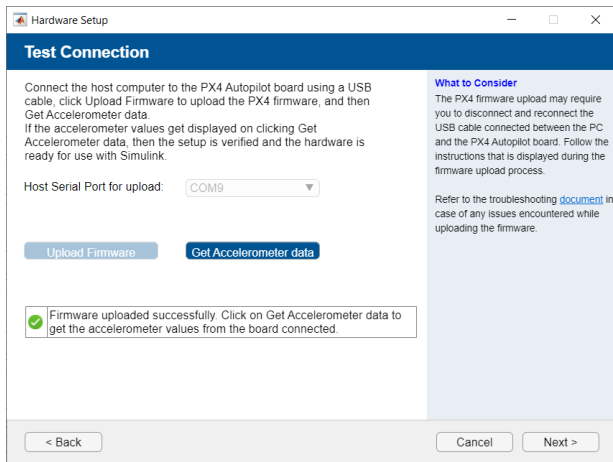 Hardware Setup
Test Connection
Connect the host computer to the PX4 Autopilot board using a USB
cable, click Upload Firmware to upload the PX4 firmware, and then
Get Accelerometer data.
If the accelerometer values get displayed on clicking Get
Accelerometer data, then the setup is verified and the hardware is
ready for use with Simulink.
Host Serial Port for upload:
COM9
Upload Firmware
Get Accelerometer data
Firmware uploaded successfully. Click on Get Accelerometer data to
get the accelerometer values from the board connected.
What to Consider
The PX4 firmware upload may require
you to disconnect and reconnect the
USB cable connected between the PC
and the PX4 Autopilot board. Follow the
instructions that is displayed during the
firmware upload process.
Refer to the troubleshooting document in
case of any issues encountered while
uploading the firmware.
< Back
Cancel
Next >